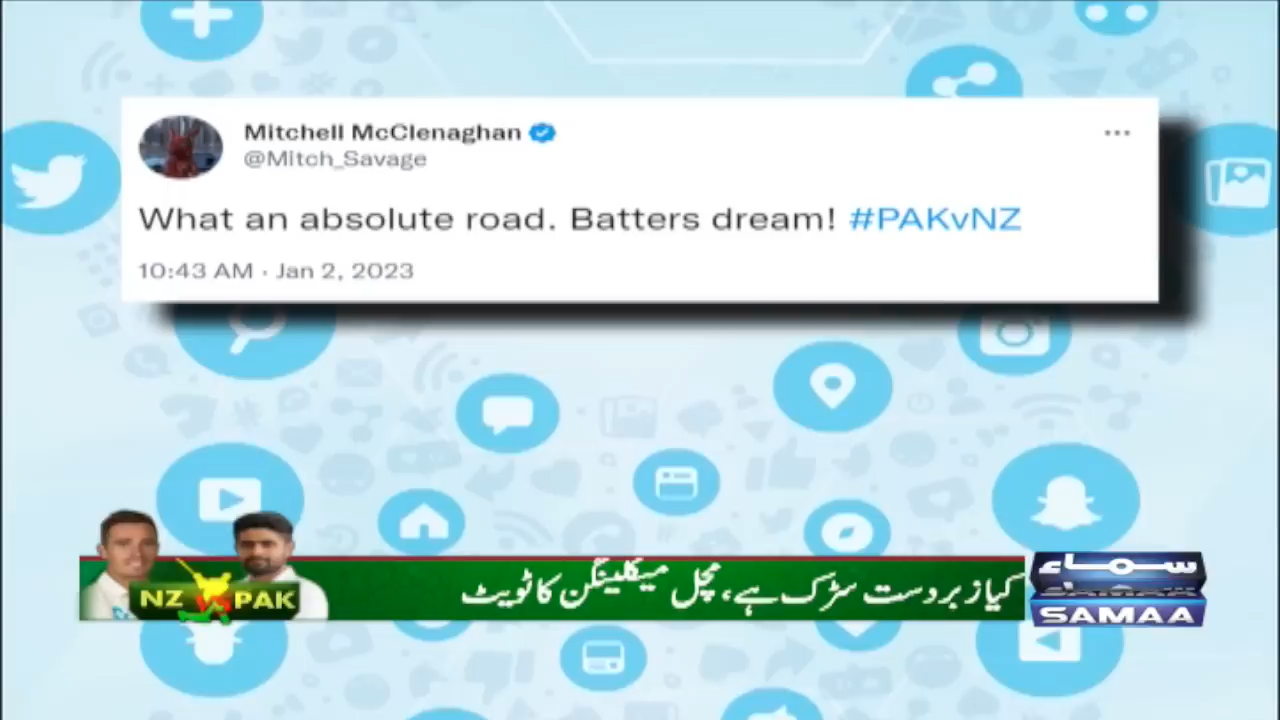 Mitchell McClenaghan
@Mitch_Savage
What an absolute road. Batters dream! #PAKvNZ
10:43 AM · Jan 2, 2023
NZ PAK
کیا زبردست سڑک ہے، مچل میکلینگن کا ٹویٹ
سماء
SAMAA